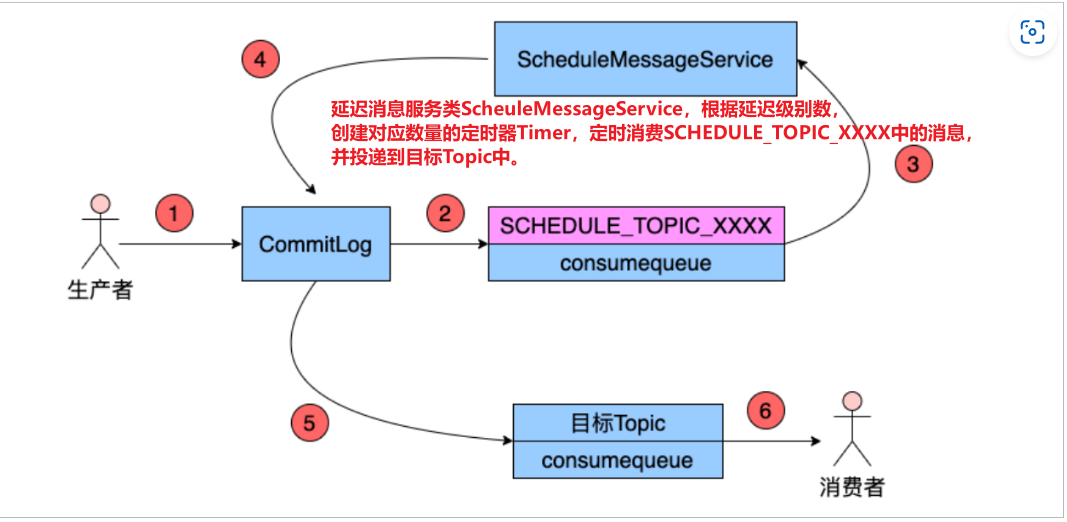 4
ScheduleMessageService
延迟消息服务类ScheuleMessageService，根据延迟级别数，
创建对应数量的定时器Timer，定时消费SCHEDULE_TOPIC_XXXX中的消息，
并投递到目标Topic中。
3
1
2
生产者
CommitLog
SCHEDULE_TOPIC_XXXX
consumequeue
5
目标Topic
consumequeue
6
消费者